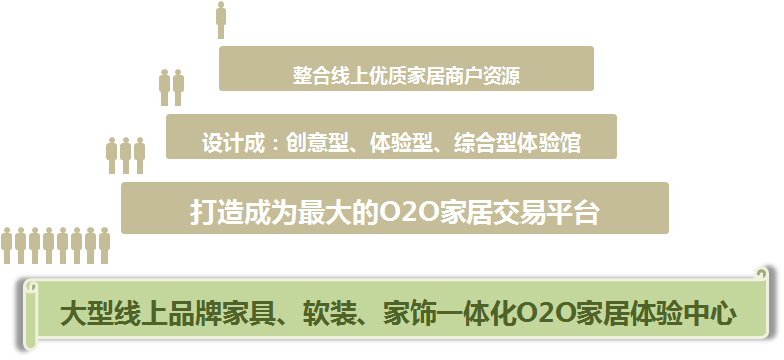 整合线上优质家居商户资源
设计成：创意型、体验型、综合型体验馆
打造成为最大的O2O家居交易平台
大型线上品牌家具、软装、家饰一体化O2O家居体验中心